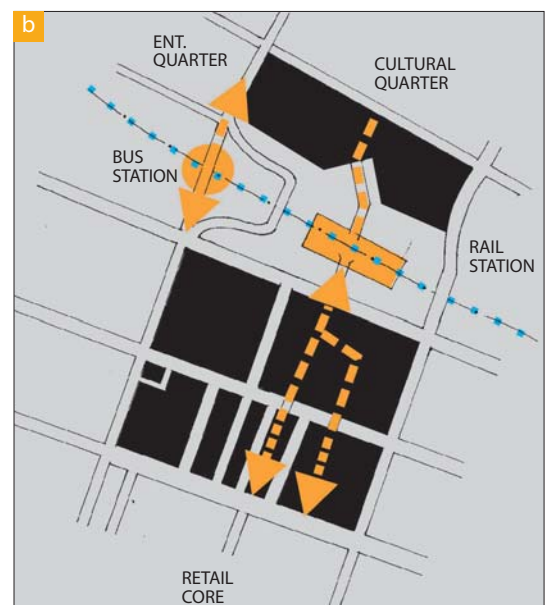 b
ENT.
QUARTER
CULTURAL
QUARTER
BUS
STATION
RAIL
STATION
RETAIL
CORE